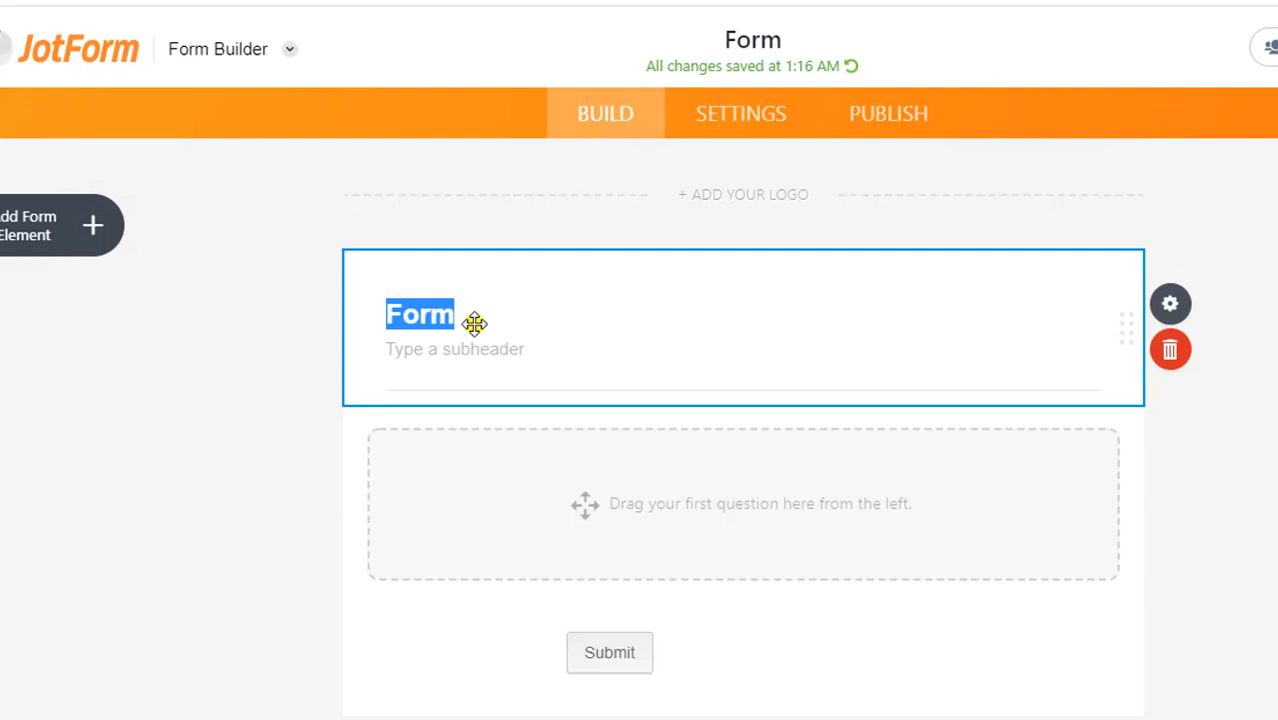 JotForm
Form Builder
Form
All changes saved at 1:16 AM
BUILD
SETTINGS
PUBLISH
+ ADD YOUR LOGO
dd Form
Element
Form
Type a subheader
Drag your first question here from the left.
Submit